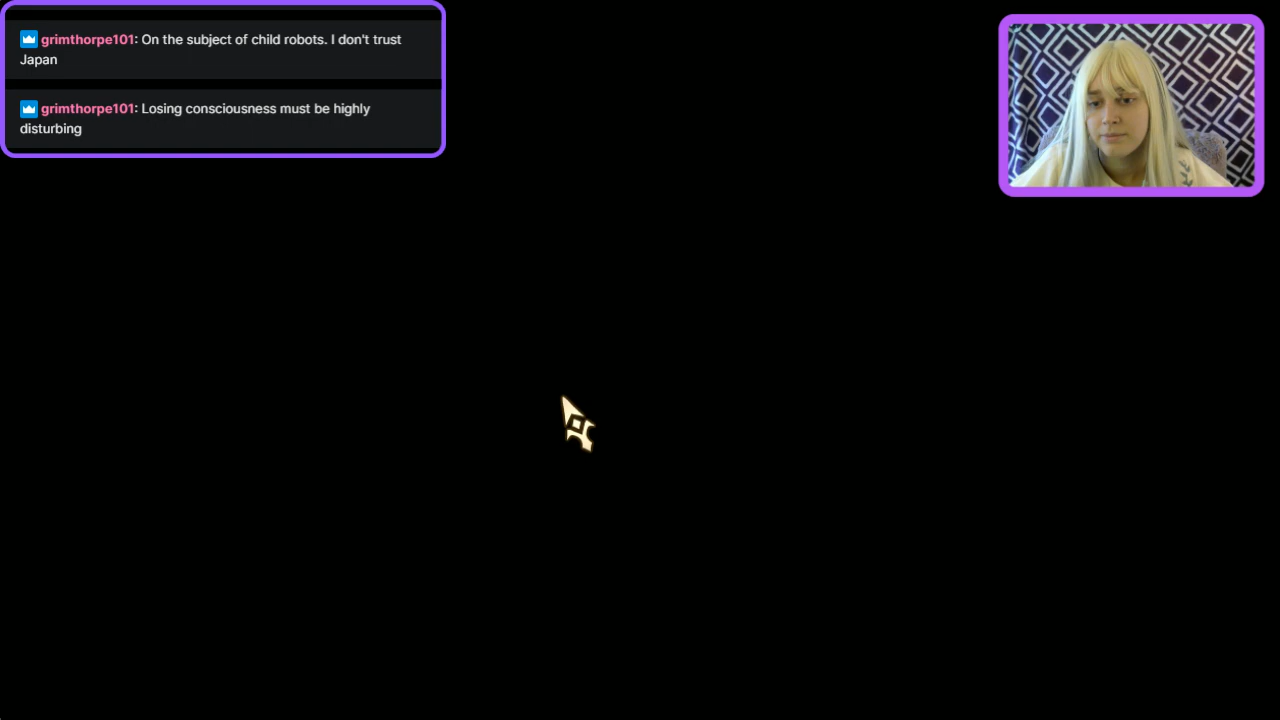 grimthorpe101: On the subject of child robots. I don't trust
Japan
grimthorpe101: Losing consciousness must be highly
disturbing